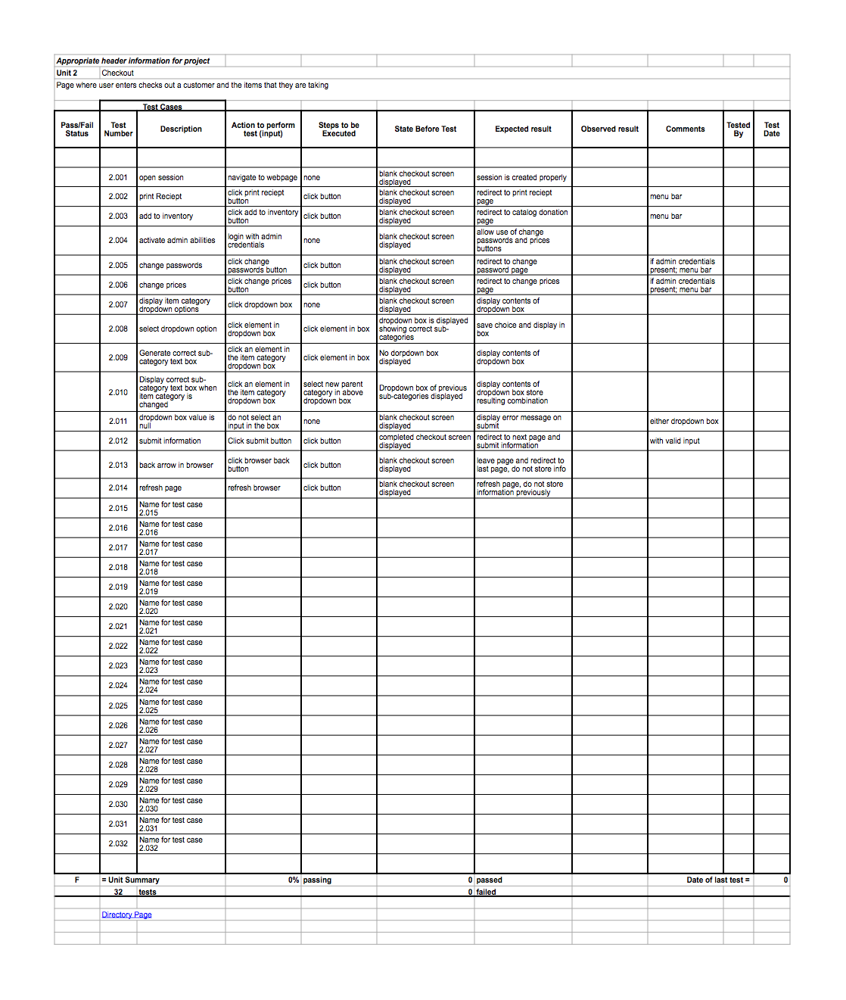 Appropriate header information for project
Unit 2 Checkout
Page where user enters checks out a customer and the items that they are taking
Test Cases
Pass/Fail Status Test Number Description Action to perform test (input) Steps to be Executed State Before Test Expected result Observed result Comments Tested By Test Date
2.001 open session navigate to webpage none blank checkout screen displayed session is created properly
2.002 print Reciept click print reciept button click button blank checkout screen displayed redirect to print reciept page menu bar
2.003 add to inventory click add to inventory button click button blank checkout screen displayed redirect to catalog donation page menu bar
2.004 activate admin abilities login with admin credentials none blank checkout screen displayed allow use of change passwords and prices buttons
2.005 change passwords click change passwords button click button blank checkout screen displayed redirect to change password page if admin credentials present; menu bar
2.006 change prices click change prices button click button blank checkout screen displayed redirect to change prices page if admin credentials present; menu bar
2.007 display item category dropdown options click dropdown box none blank checkout screen displayed display contents of dropdown box
2.008 select dropdown option click element in dropdown box click element in box dropdown box is displayed showing correct sub-categories save choice and display in box
2.009 Generate correct sub-category text box click an element in the item category dropdown box click element in box No dorpdown box displayed display contents of dropdown box
2.010 Display correct sub-category text box when item category is changed click an element in the item category dropdown box select new parent category in above dropdown box Dropdown box of previous sub-categories displayed display contents of dropdown box store resulting combination
2.011 dropdown box value is null do not select an input in the box none blank checkout screen displayed display error message on submit either dropdown box
2.012 submit information Click submit button click button completed checkout screen displayed redirect to next page and submit information with valid input
2.013 back arrow in browser click browser back button click button blank checkout screen displayed leave page and redirect to last page, do not store info
2.014 refresh page refresh browser click button blank checkout screen displayed refresh page, do not store information previously
2.015 Name for test case 2.015
2.016 Name for test case 2.016
2.017 Name for test case 2.017
2.018 Name for test case 2.018
2.019 Name for test case 2.019
2.020 Name for test case 2.020
2.021 Name for test case 2.021
2.022 Name for test case 2.022
2.023 Name for test case 2.023
2.024 Name for test case 2.024
2.025 Name for test case 2.025
2.026 Name for test case 2.026
2.027 Name for test case 2.027
2.028 Name for test case 2.028
2.029 Name for test case 2.029
2.030 Name for test case 2.030
2.031 Name for test case 2.031
2.032 Name for test case 2.032
F = Unit Summary 0% passing 0 passed Date of last test = 0
32 tests 0 failed
Directory Page